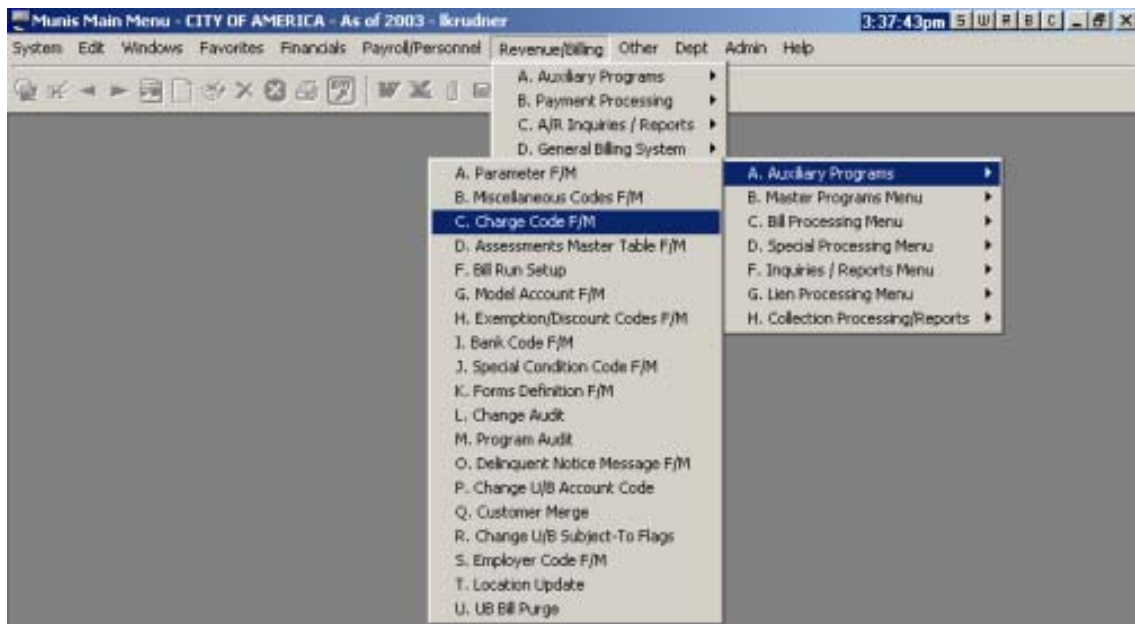 Munis Main Menu - CITY OF AMERICA - As of 2003 - lkrudner 3:37:43pm S W # B C
System Edit Windows Favorites Financials Payroll/Personnel Revenue/Billing Other Dept Admin Help
A. Auxiliary Programs
B. Payment Processing
C. A/R Inquiries / Reports
D. General Billing System
A. Parameter F/M
B. Miscellaneous Codes F/M
C. Charge Code F/M
D. Assessments Master Table F/M
F. Bill Run Setup
G. Model Account F/M
H. Exemption/Discount Codes F/M
I. Bank Code F/M
J. Special Condition Code F/M
K. Forms Definition F/M
L. Change Audit
M. Program Audit
O. Delinquent Notice Message F/M
P. Change U/B Account Code
Q. Customer Merge
R. Change U/B Subject-To Flags
S. Employer Code F/M
T. Location Update
U. UB Bill Purge
A. Auxiliary Programs
B. Master Programs Menu
C. Bill Processing Menu
D. Special Processing Menu
F. Inquiries / Reports Menu
G. Lien Processing Menu
H. Collection Processing/Reports